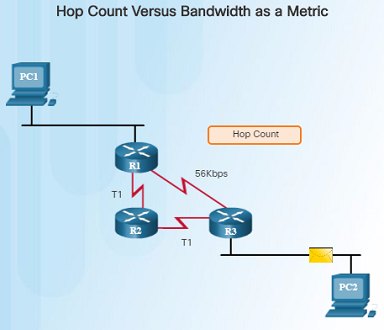 Hop Count Versus Bandwidth as a Metric
PC1
Hop Count
R1
56Kbps
T1
R2
R3
T1
PC2